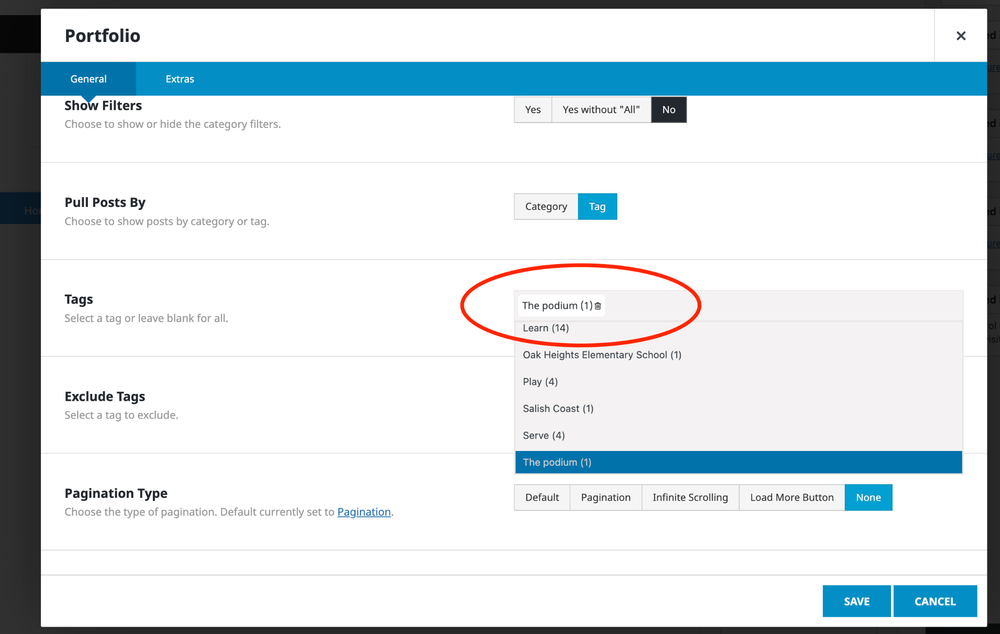 Portfolio
General
Extras
Show Filters
Choose to show or hide the category filters.
Yes
Yes without "All"
No
Pull Posts By
Choose to show posts by category or tag.
Category
Tag
Tags
Select a tag or leave blank for all.
The podium (1)
Learn (14)
Oak Heights Elementary School (1)
Play (4)
Salish Coast (1)
Serve (4)
The podium (1)
Exclude Tags
Select a tag to exclude.
Pagination Type
Choose the type of pagination. Default currently set to Pagination.
Default
Pagination
Infinite Scrolling
Load More Button
None
SAVE
CANCEL